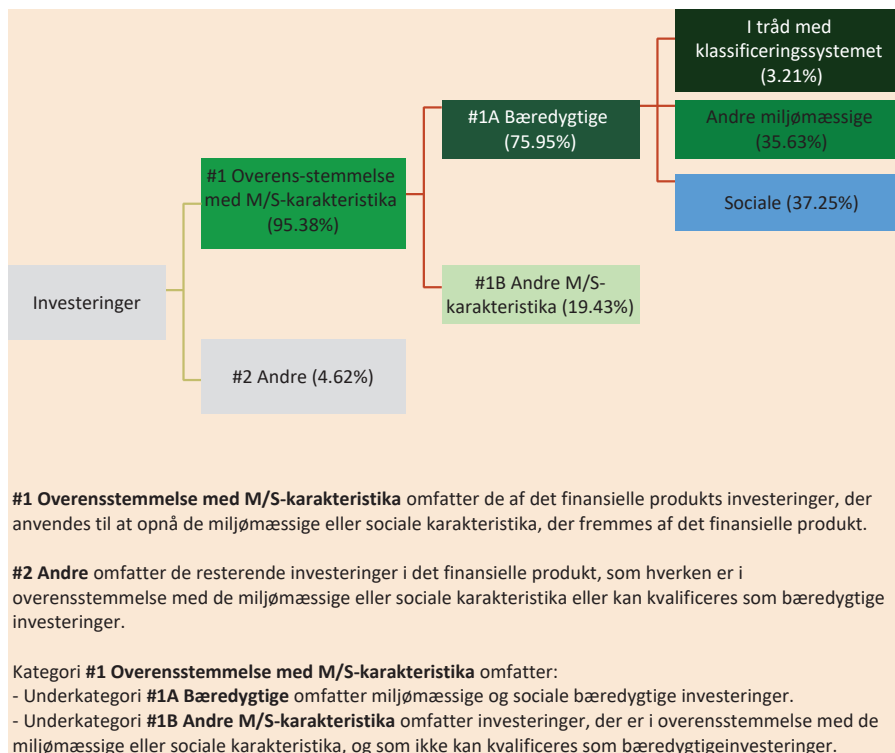 I tråd med
klassificeringssystemet
(3.21%)
#1A Bæredygtige
(75.95%)
Andre miljømæssige
(35.63%)
#1 Overens-stemmelse
med M/S-karakteristika
(95.38%)
Sociale (37.25%)
Investeringer
#1B Andre M/S-
karakteristika (19.43%)
#2 Andre (4.62%)
#1 Overensstemmelse med M/S-karakteristika omfatter de af det finansielle produkts investeringer, der
anvendes til at opnå de miljømæssige eller sociale karakteristika, der fremmes af det finansielle produkt.
#2 Andre omfatter de resterende investeringer i det finansielle produkt, som hverken er i
overensstemmelse med de miljømæssige eller sociale karakteristika eller kan kvalificeres som bæredygtige
investeringer.
Kategori #1 Overensstemmelse med M/S-karakteristika omfatter:
- Underkategori #1A Bæredygtige omfatter miljømæssige og sociale bæredygtige investeringer.
- Underkategori #1B Andre M/S-karakteristika omfatter investeringer, der er i overensstemmelse med de
miljømæssige eller sociale karakteristika, og som ikke kan kvalificeres som bæredygtigeinvesteringer.